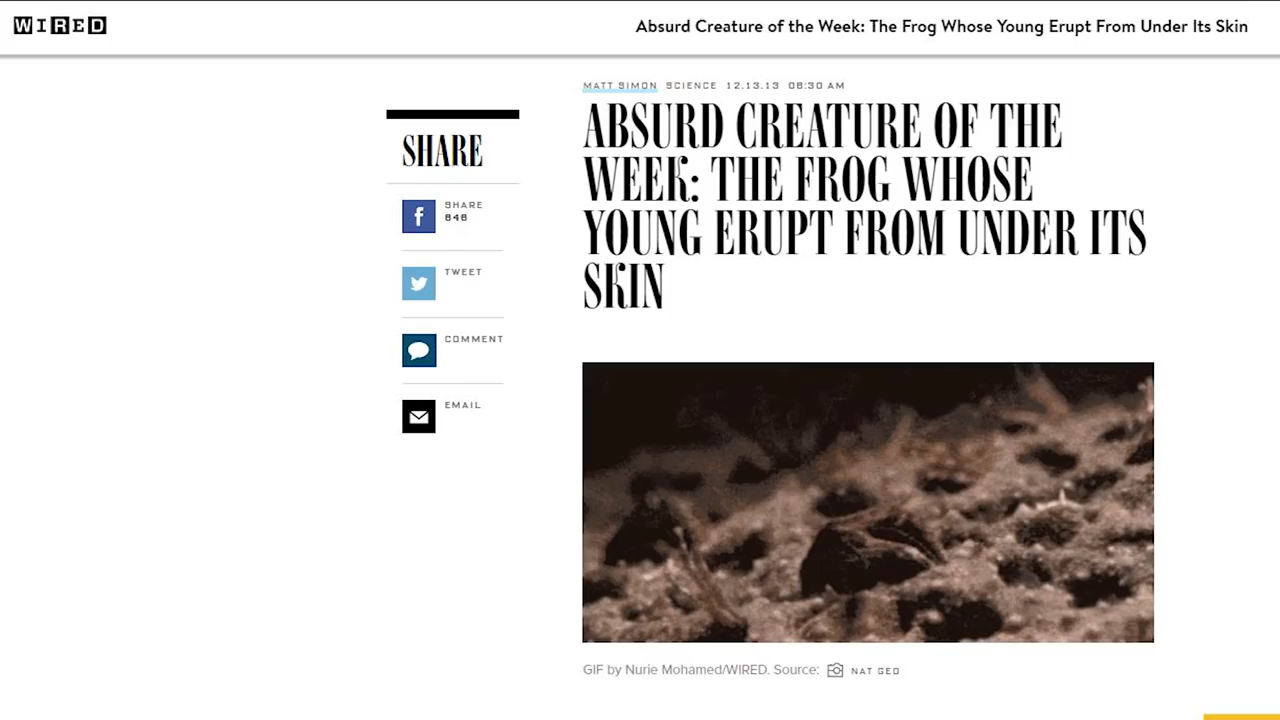 WIRED
Absurd Creature of the Week: The Frog Whose Young Erupt From Under Its Skin
MATT SIMON SCIENCE 12.13.13 08:30 AM
ABSURD CREATURE OF THE
WEEK: THE FROG WHOSE
YOUNG ERUPT FROM UNDER ITS
SKIN
SHARE
SHARE
848
TWEET
COMMENT
EMAIL
GIF by Nurie Mohamed/WIRED. Source: NAT GEO